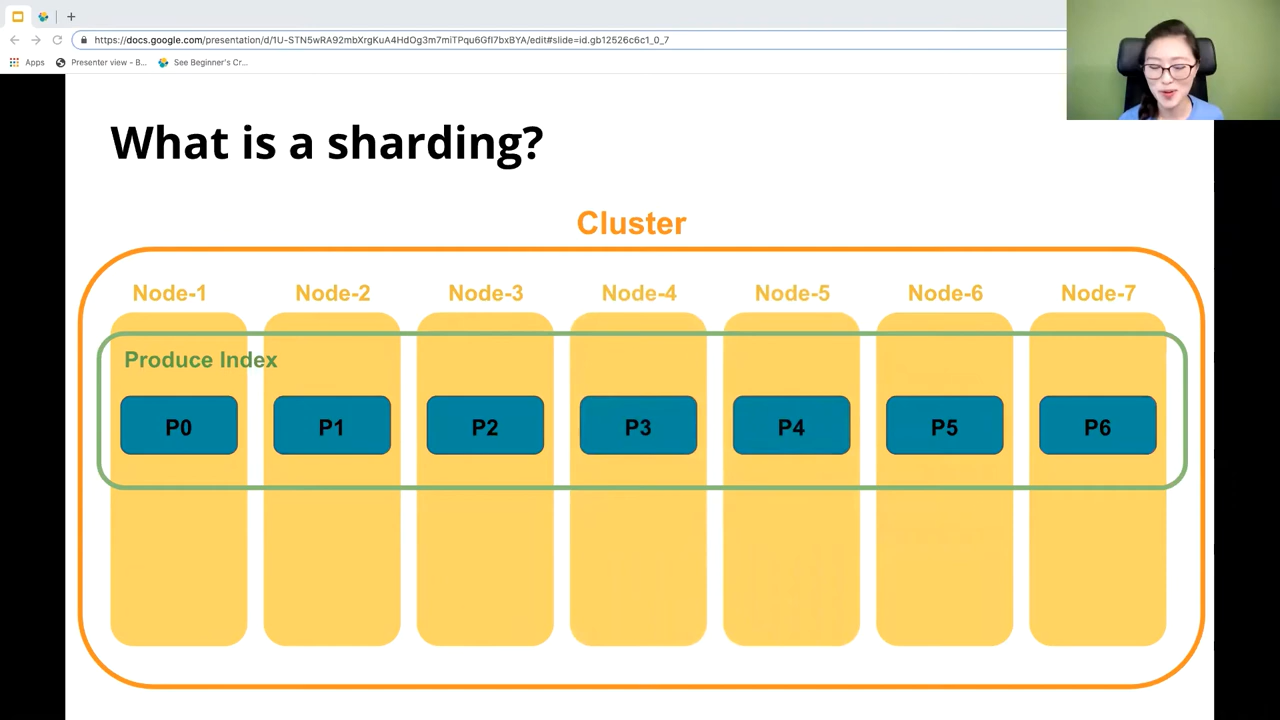 https://docs.google.com/presentation/d/1U-STN5wRA92mbXrgKuA4HdOg3m7miTPqu6GfI7bxBYA/edit#slide=id.gb12526c6c1_0_7
Apps Presenter view – B... See Beginner's Cr...
What is a sharding?
Cluster
Node-1 Node-2 Node-3 Node-4 Node-5 Node-6 Node-7
Produce Index
P0 P1 P2 P3 P4 P5 P6